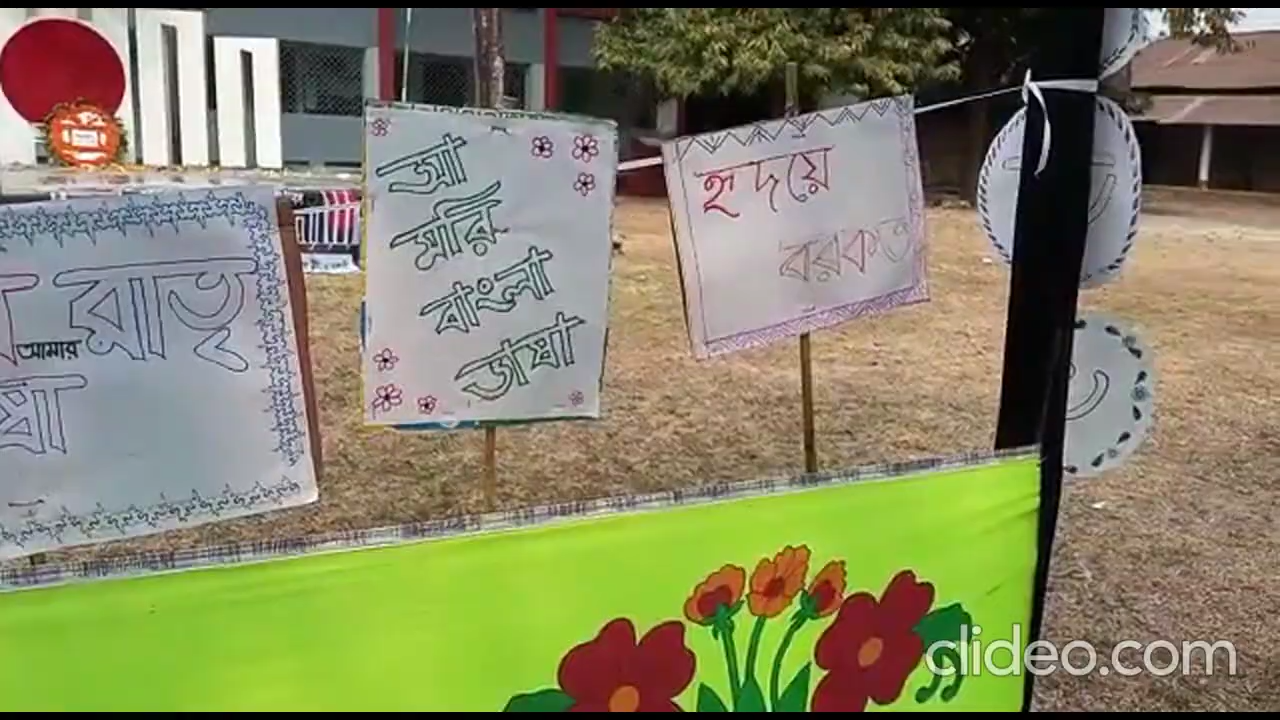 আ
মরি
বাংলা
ভাষা
হৃদয়ে
বরকত
আমার
clideo.com